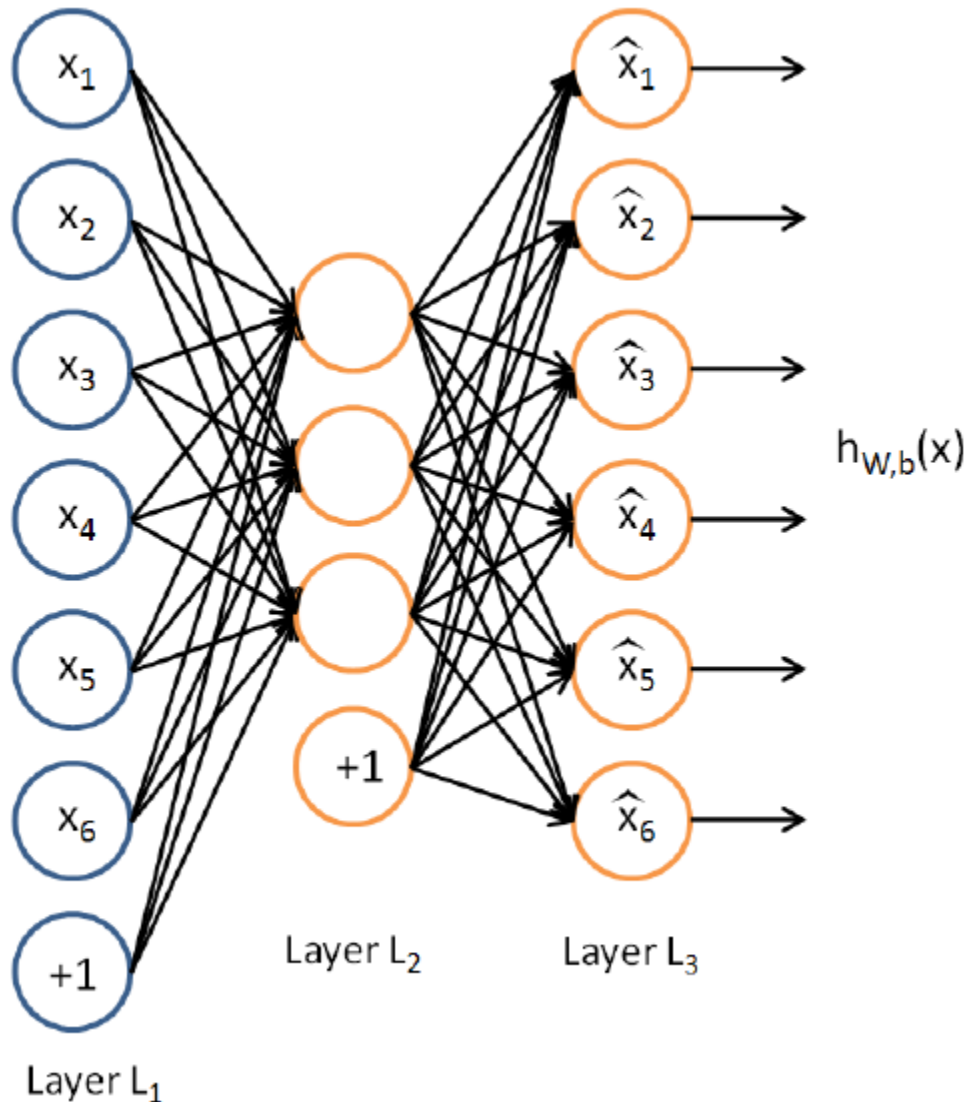 x₁
x₂
x₃
x₄
x₅
x₆
+1
Layer L₁
+1
Layer L₂
x̂₁
x̂₂
x̂₃
x̂₄
x̂₅
x̂₆
Layer L₃
h_{W,b}(x)